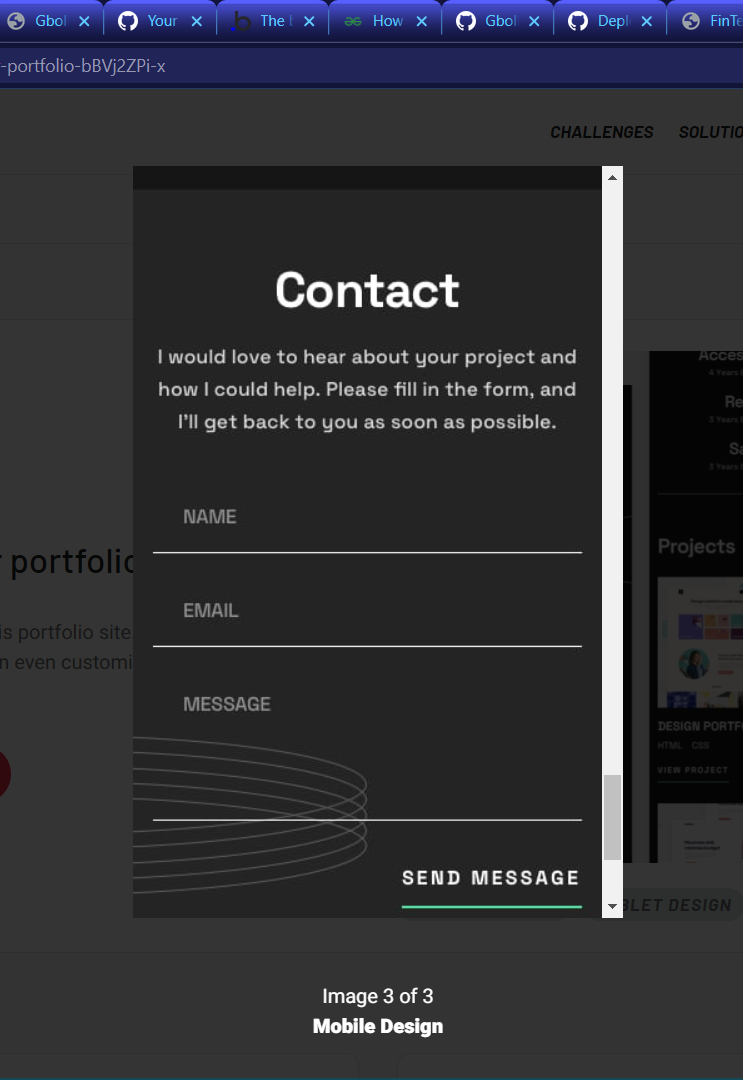 Gbol
Your
The
How
Gbol
Depl
FinTe
-portfolio-bBVj2ZPi-x
CHALLENGES SOLUTIO
Contact
I would love to hear about your project and
how I could help. Please fill in the form, and
I'll get back to you as soon as possible.
NAME
EMAIL
MESSAGE
SEND MESSAGE
r portfolio
is portfolio site
n even customi
Acces
4 Years
Re
3 Years
Sa
3 Years
Projects
DESIGN PORTF
HTML CSS
VIEW PROJECT
BLET DESIGN
Image 3 of 3
Mobile Design